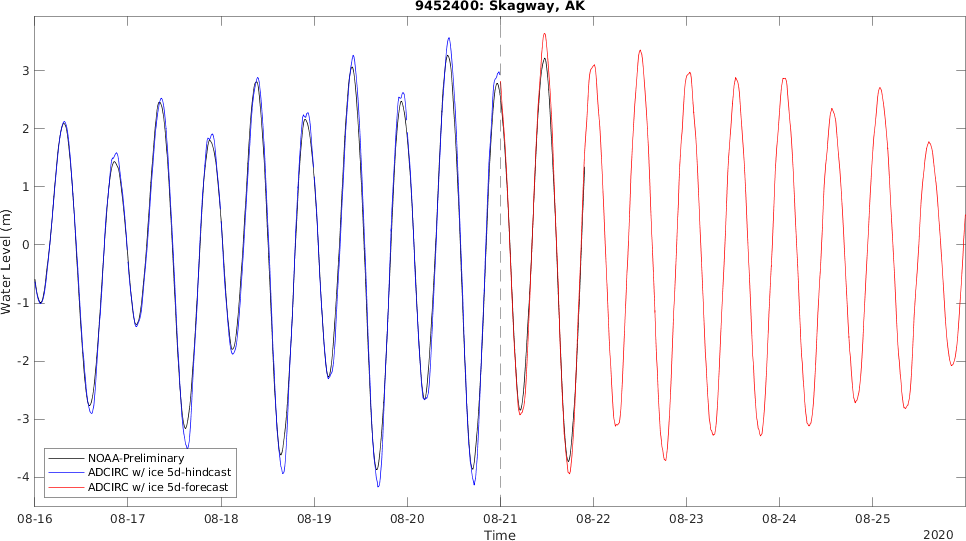 9452400: Skagway, AK
Water Level (m)
3
2
1
0
-1
-2
-3
-4
NOAA-Preliminary
ADCIRC w/ ice 5d-hindcast
ADCIRC w/ ice 5d-forecast
08-16 08-17 08-18 08-19 08-20 08-21 08-22 08-23 08-24 08-25
Time
2020